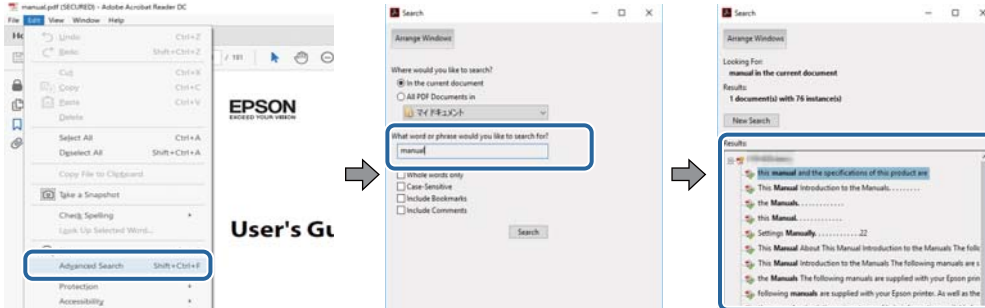 manual.pdf (SECURED) - Adobe Acrobat Reader DC
File Edit View Window Help
Undo Ctrl+Z
Redo Shift+Ctrl+Z
Cut Ctrl+X
Copy Ctrl+C
Paste Ctrl+V
Delete
Select All Ctrl+A
Deselect All Shift+Ctrl+A
Copy File to Clipboard
Take a Snapshot
Check Spelling
Look Up Selected Word...
Advanced Search Shift+Ctrl+F
Protection
Accessibility
/ 191
EPSON
EXCEED YOUR VISION
User's Gu
Search
Arrange Windows
Where would you like to search?
In the current document
All PDF Documents in
マイ ドキュメント
What word or phrase would you like to search for?
manual
Whole words only
Case-Sensitive
Include Bookmarks
Include Comments
Search
Search
Arrange Windows
Looking For:
manual in the current document
Results:
1 document(s) with 76 instance(s)
New Search
Results:
this manual and the specifications of this product are
This Manual Introduction to the Manuals. . . . . . . . .
the Manuals. . . . . . . . . . . . .
this Manual. . . . . . . . . . . . .
Settings Manually. . . . . . . . . . . . .22
This Manual About This Manual Introduction to the Manuals The follo
This Manual Introduction to the Manuals The following manuals are s
the Manuals The following manuals are supplied with your Epson prin
following manuals are supplied with your Epson printer. As well as the